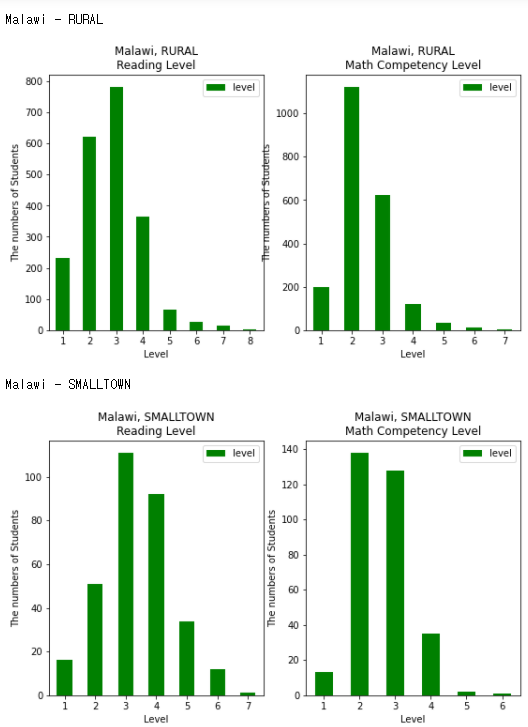 Malawi - RURAL
Malawi, RURAL
Reading Level
level
The numbers of Students
800
700
600
500
400
300
200
100
0
1 2 3 4 5 6 7 8
Level
Malawi, RURAL
Math Competency Level
level
The numbers of Students
1000
800
600
400
200
0
1 2 3 4 5 6 7
Level
Malawi - SMALLTOWN
Malawi, SMALLTOWN
Reading Level
level
The numbers of Students
100
80
60
40
20
0
1 2 3 4 5 6 7
Level
Malawi, SMALLTOWN
Math Competency Level
level
The numbers of Students
140
120
100
80
60
40
20
0
1 2 3 4 5 6
Level